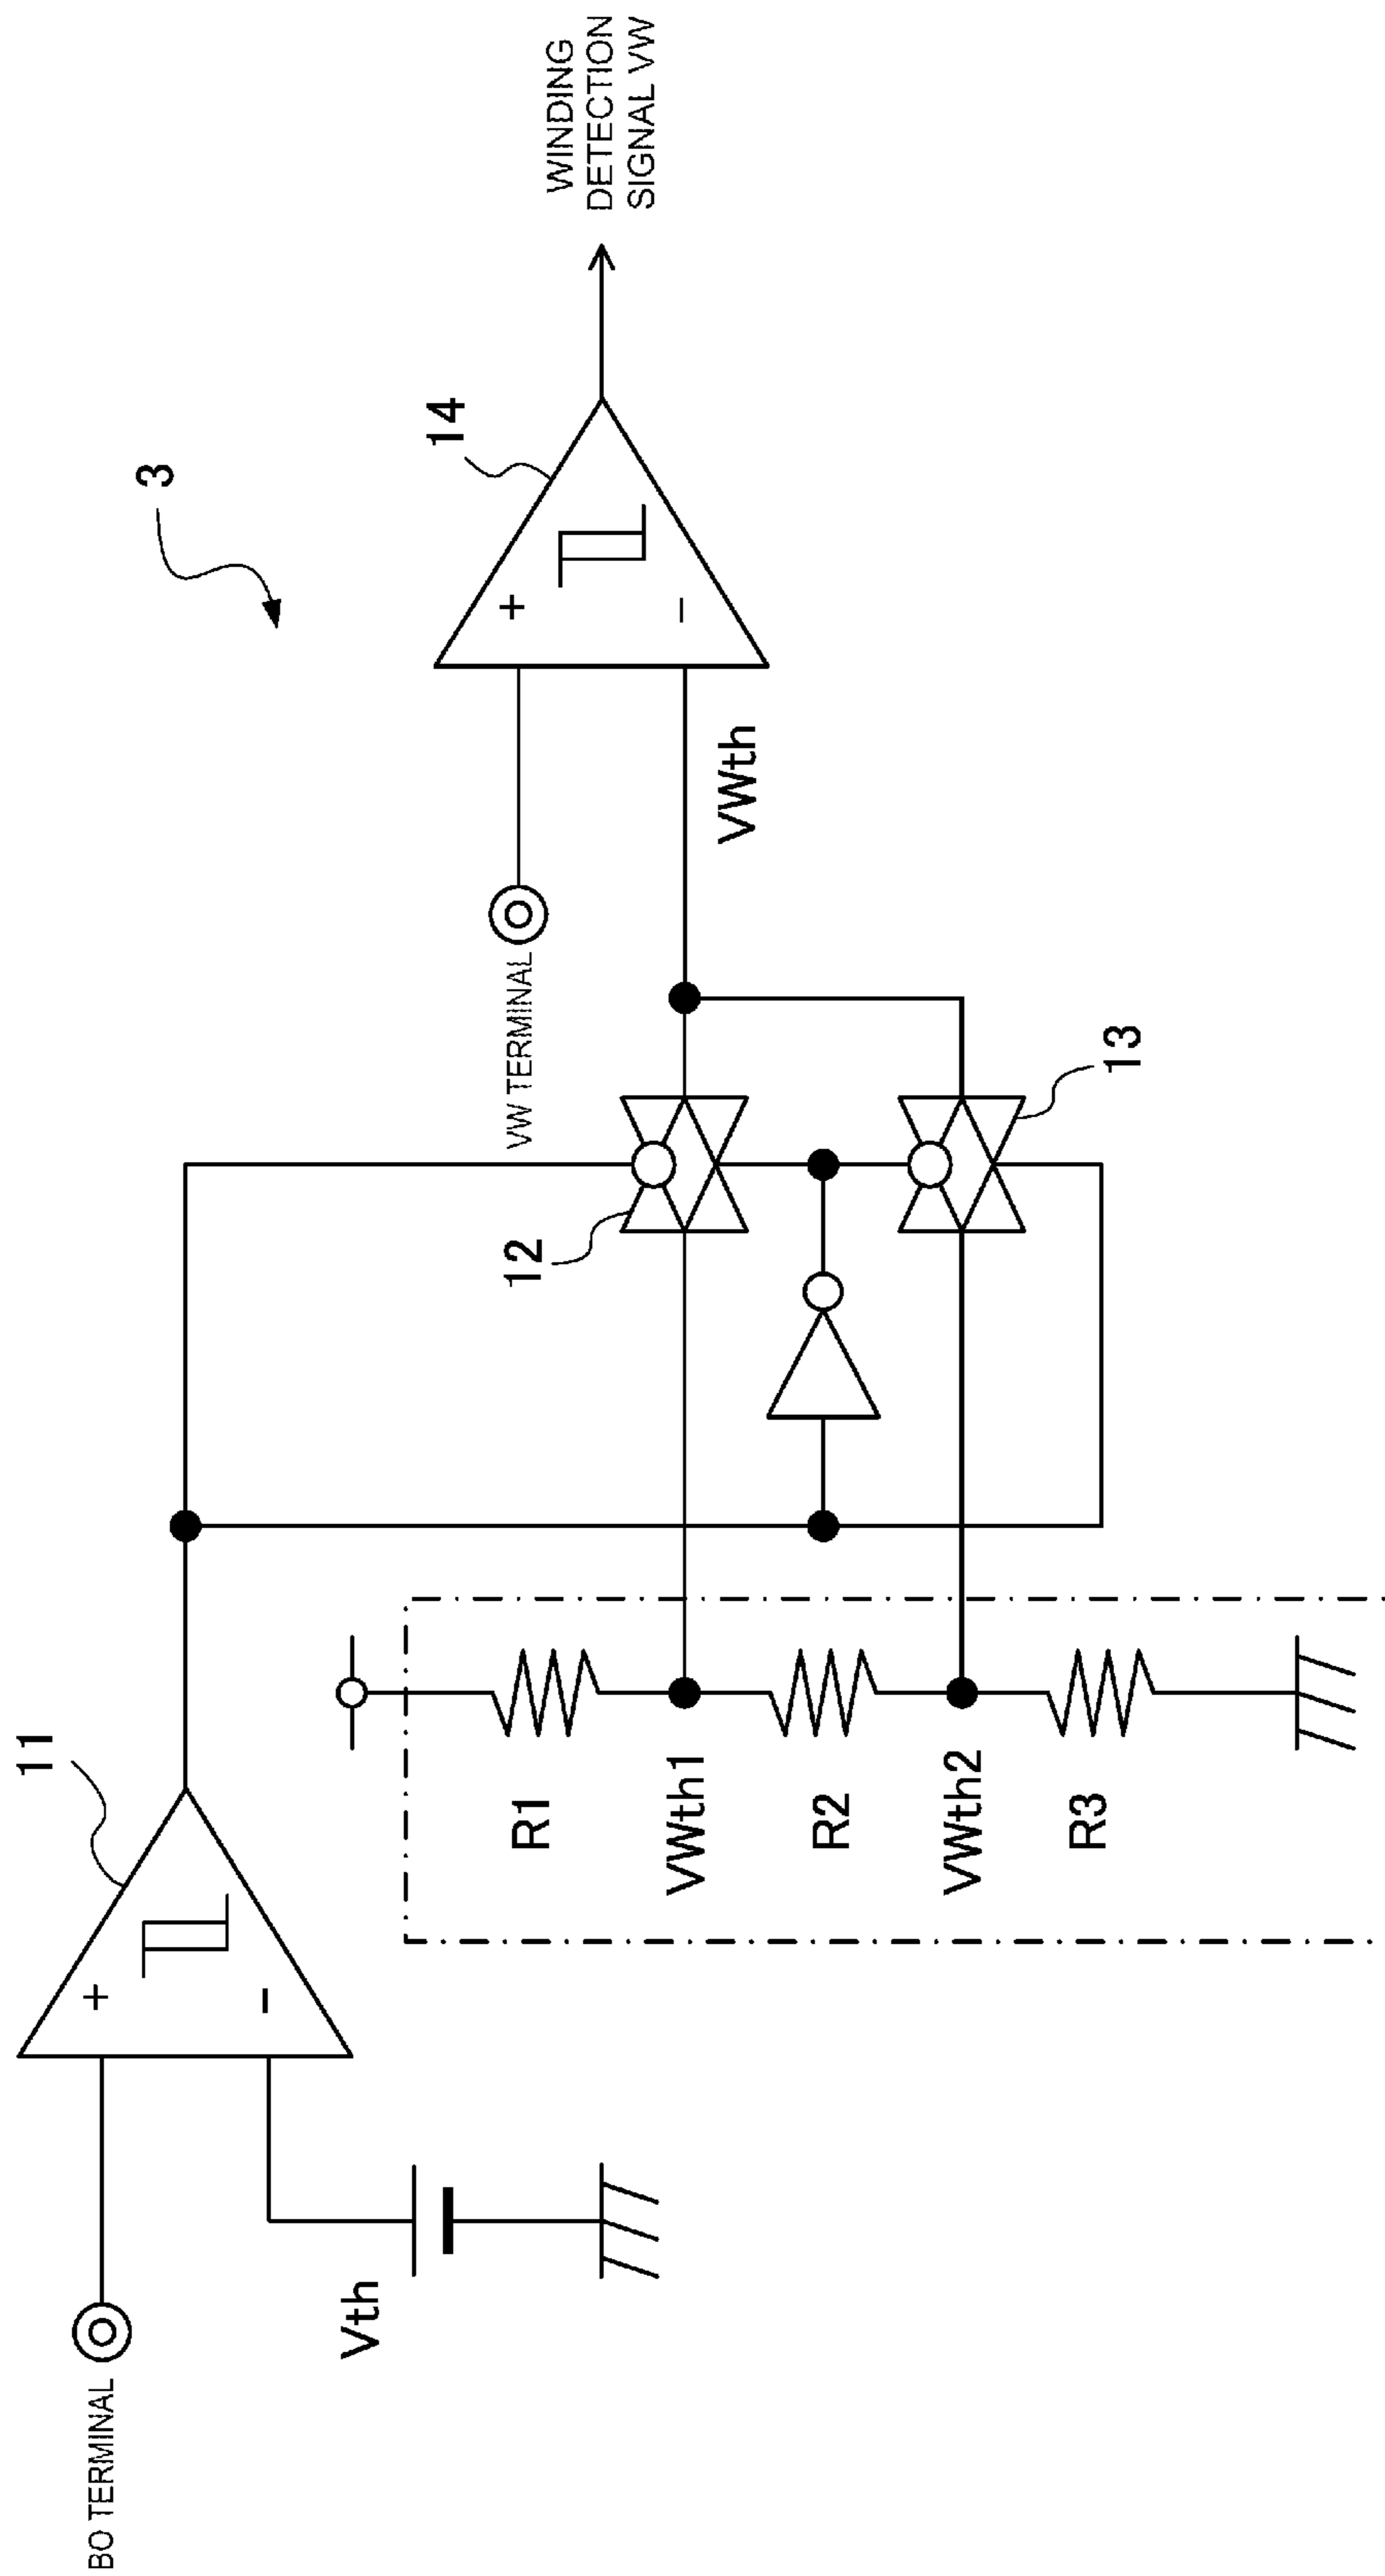 3
11
BO TERMINAL
+
−
Vth
R1
VWth1
R2
VWth2
R3
12
13
VW TERMINAL
VWth
14
+
−
WINDING
DETECTION
SIGNAL VW